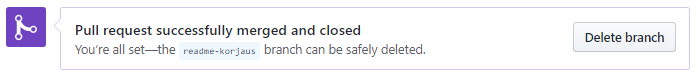 Pull request successfully merged and closed
You're all set—the readme-korjaus branch can be safely deleted.
Delete branch